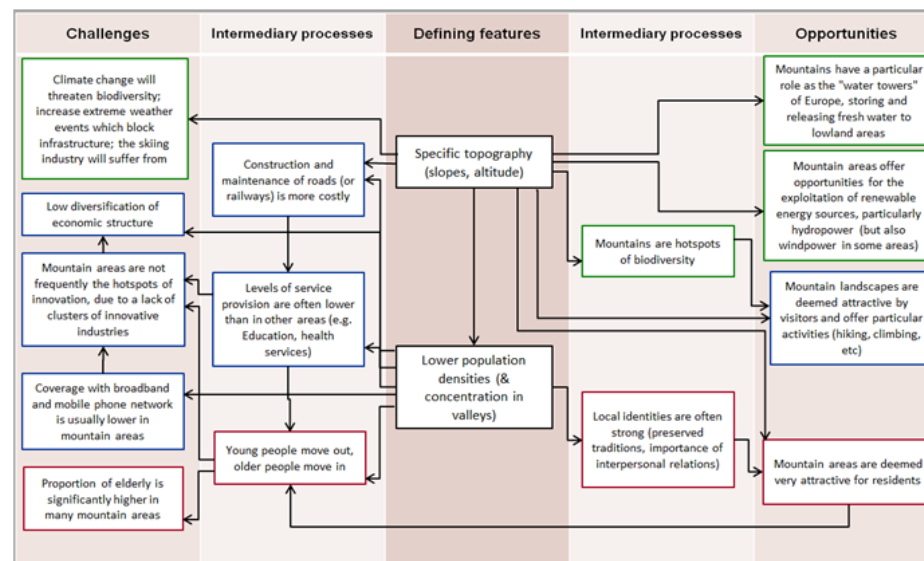 Challenges
Intermediary processes
Defining features
Intermediary processes
Opportunities
Climate change will
threaten biodiversity;
increase extreme weather
events which block
infrastructure; the skiing
industry will suffer from
Low diversification of
economic structure
Mountain areas are not
frequently the hotspots of
innovation, due to a lack of
clusters of innovative
industries
Coverage with broadband
and mobile phone network
is usually lower in
mountain areas
Proportion of elderly is
significantly higher in
many mountain areas
Construction and
maintenance of roads (or
railways) is more costly
Levels of service
provision are often lower
than in other areas (e.g.
Education, health
services)
Young people move out,
older people move in
Specific topography
(slopes, altitude)
Lower population
densities (&
concentration in
valleys)
Mountains are hotspots
of biodiversity
Local identities are often
strong (preserved
traditions, importance of
interpersonal relations)
Mountains have a particular
role as the "water towers"
of Europe, storing and
releasing fresh water to
lowland areas
Mountain areas offer
opportunities for the
exploitation of renewable
energy sources, particularly
hydropower (but also
windpower in some areas)
Mountain landscapes are
deemed attractive by
visitors and offer particular
activities (hiking, climbing,
etc)
Mountain areas are deemed
very attractive for residents